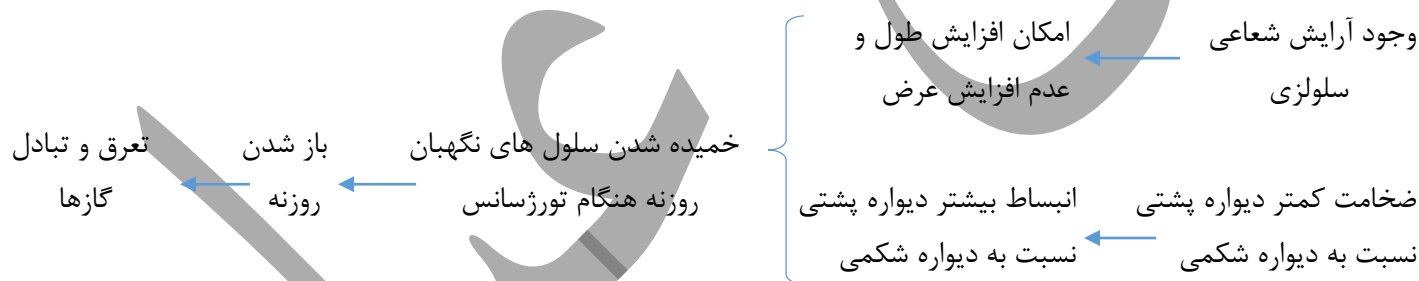 وجود آرایش شعاعی
سلولزی
امکان افزایش طول و
عدم افزایش عرض
ضخامت کمتر دیواره پشتی
نسبت به دیواره شکمی
انبساط بیشتر دیواره پشتی
نسبت به دیواره شکمی
خمیده شدن سلول های نگهبان
روزنه هنگام تورژسانس
باز شدن
روزنه
تعرق و تبادل
گازها